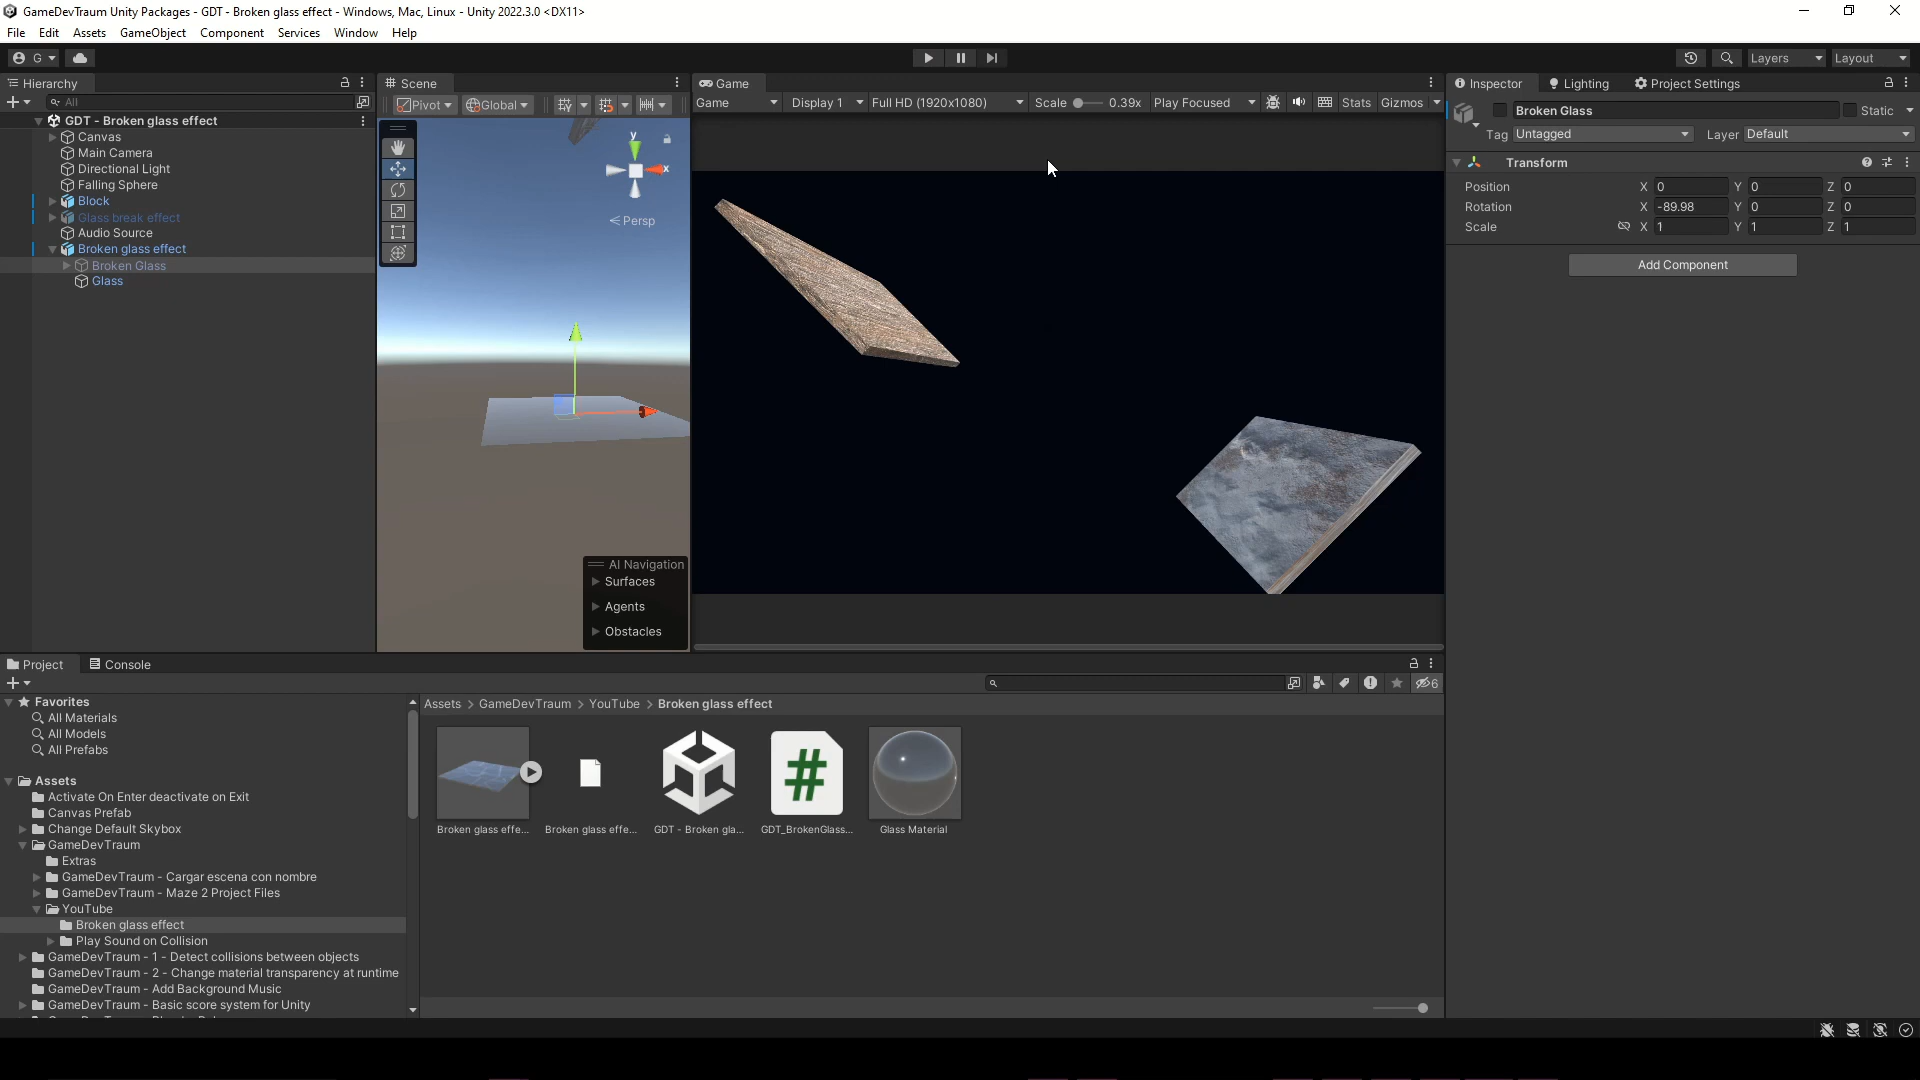 GameDevTraum Unity Packages - GDT - Broken glass effect - Windows, Mac, Linux - Unity 2022.3.0 <DX11>
File Edit Assets GameObject Component Services Window Help
G Layers Layout
Hierarchy
All
GDT - Broken glass effect
Canvas
Main Camera
Directional Light
Falling Sphere
Block
Glass break effect
Audio Source
Broken glass effect
Broken Glass
Glass
Scene
Pivot Global
y
x
Persp
AI Navigation
Surfaces
Agents
Obstacles
Game
Game Display 1 Full HD (1920x1080) Scale 0.39x Play Focused Stats Gizmos
Inspector Lighting Project Settings
Broken Glass Static
Tag Untagged Layer Default
Transform
Position X 0 Y 0 Z 0
Rotation X -89.98 Y 0 Z 0
Scale X 1 Y 1 Z 1
Add Component
Project Console
6
Favorites
All Materials
All Models
All Prefabs
Assets
Activate On Enter deactivate on Exit
Canvas Prefab
Change Default Skybox
GameDevTraum
Extras
GameDevTraum - Cargar escena con nombre
GameDevTraum - Maze 2 Project Files
YouTube
Broken glass effect
Play Sound on Collision
GameDevTraum - 1 - Detect collisions between objects
GameDevTraum - 2 - Change material transparency at runtime
GameDevTraum - Add Background Music
GameDevTraum - Basic score system for Unity
Assets > GameDevTraum > YouTube > Broken glass effect
Broken glass effe... Broken glass effe... GDT - Broken gla... GDT_BrokenGlass... Glass Material